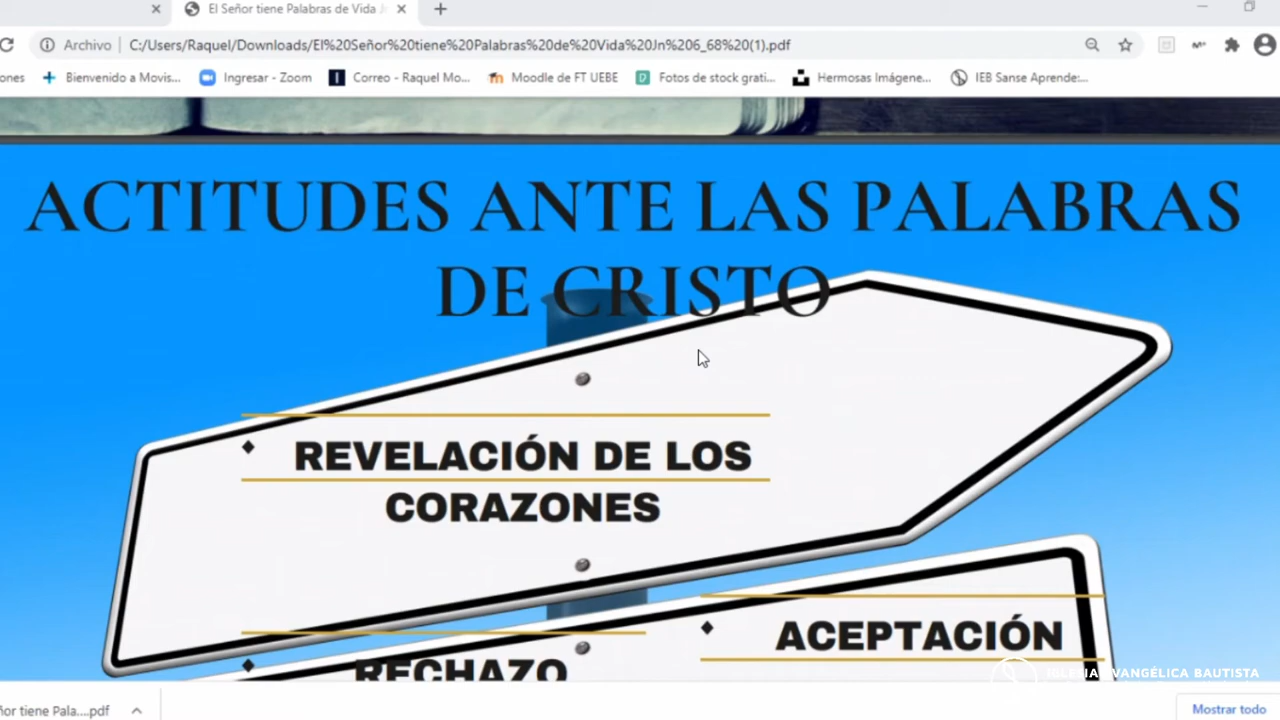 El Señor tiene Palabras de Vida
Archivo
C:/Users/Raquel/Downloads/El%20Señor%20tiene%20Palabras%20de%20Vida%20Jn%206_68%20(1).pdf
ones
Bienvenido a Movis...
Ingresar - Zoom
Correo - Raquel Mo...
Moodle de FT UEBE
Fotos de stock grati...
Hermosas Imágene...
IEB Sanse Aprende:...
ACTITUDES ANTE LAS PALABRAS
DE CRISTO
REVELACIÓN DE LOS
CORAZONES
ACEPTACIÓN
RECHAZO
IGLESIA EVANGÉLICA BAUTISTA
ñor tiene Pala....pdf
Mostrar todo